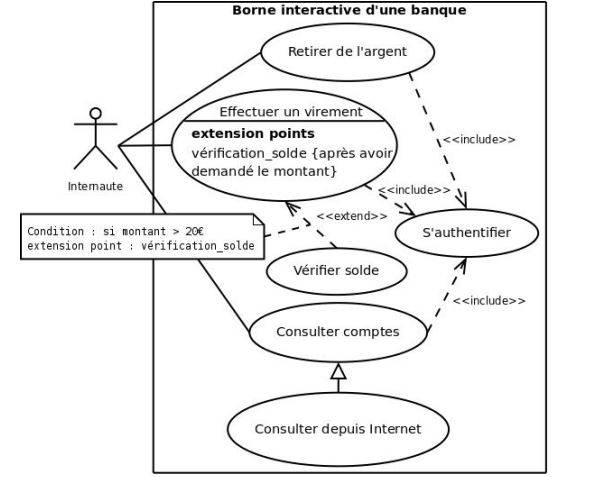 Borne interactive d'une banque
Retirer de l'argent
Effectuer un virement
extension points
<<include>>
vérification_solde {après avoir
demandé le montant}
Internaute
<<include>>
<<extend>>
Condition : si montant > 20€
extension point : vérification_solde
S'authentifier
Vérifier solde
<<include>>
Consulter comptes
Consulter depuis Internet